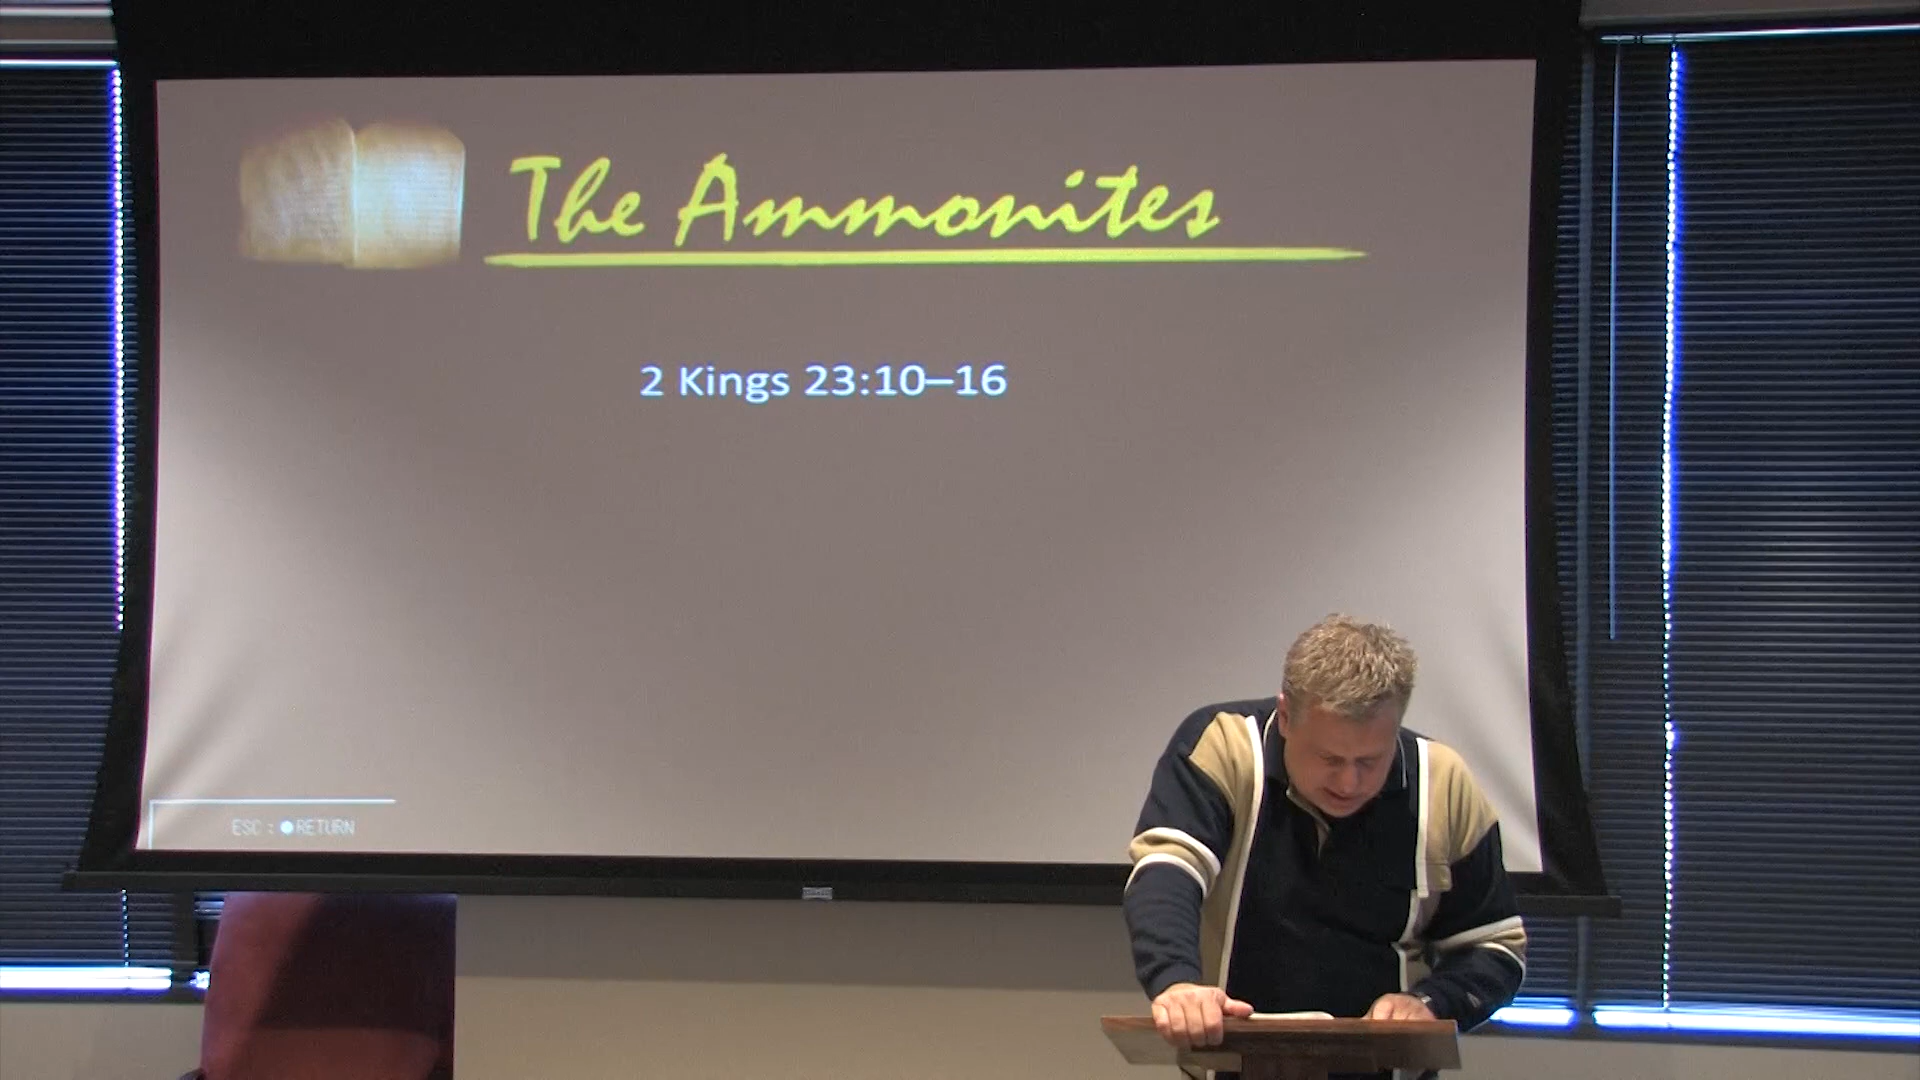 The Ammonites
2 Kings 23:10–16
ESC : ●RETURN